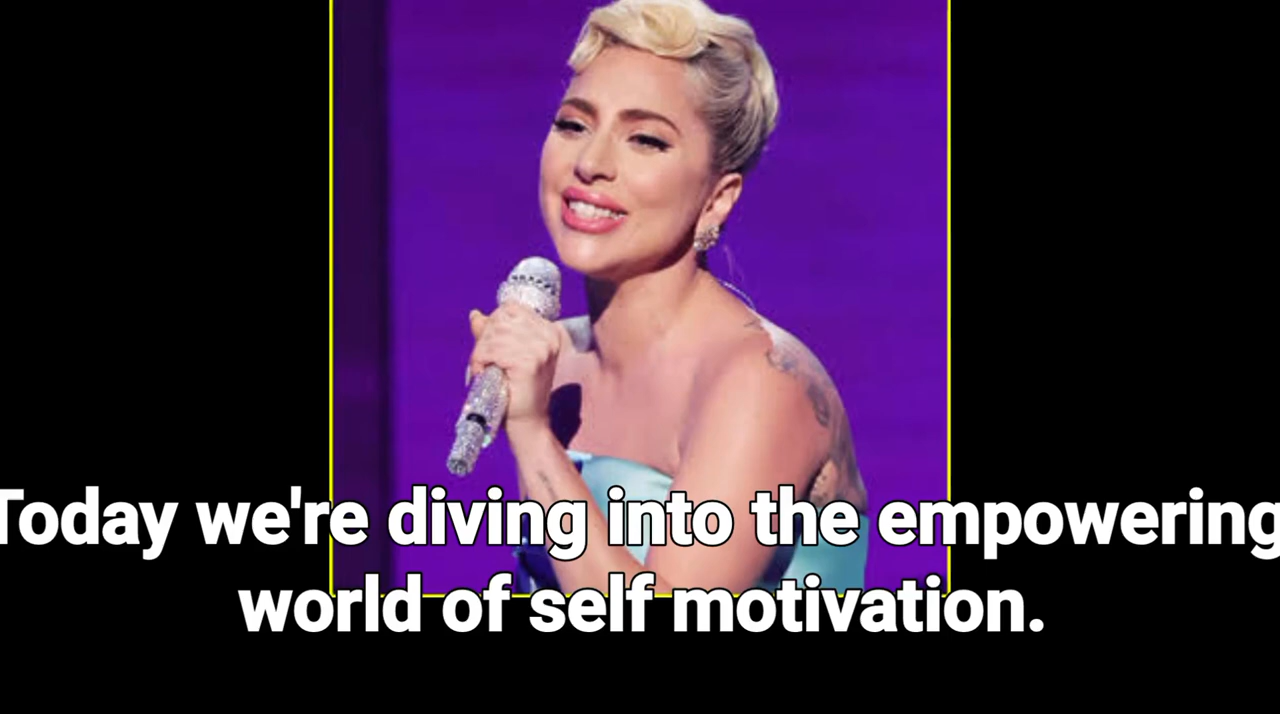 Today we're diving into the empowering
world of self motivation.